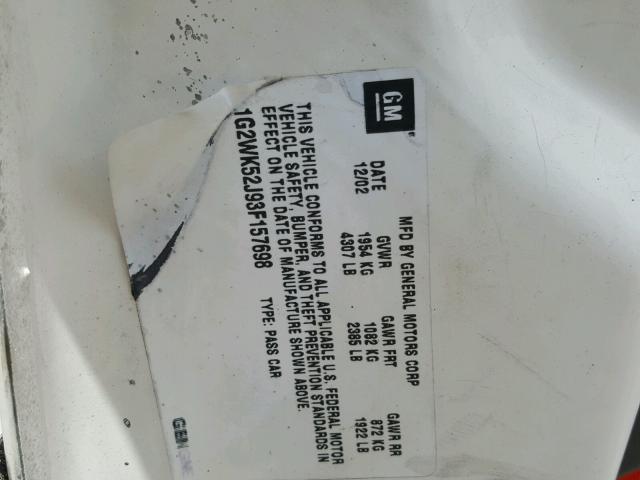 GM
MFD BY GENERAL MOTORS CORP
DATE GVWR GAWR FRT GAWR RR
12/02 1954 KG 1082 KG 872 KG
4307 LB 2385 LB 1922 LB
THIS VEHICLE CONFORMS TO ALL APPLICABLE U.S. FEDERAL MOTOR
VEHICLE SAFETY, BUMPER, AND THEFT PREVENTION STANDARDS IN
EFFECT ON THE DATE OF MANUFACTURE SHOWN ABOVE.
1G2WK52J93F157698 TYPE: PASS CAR